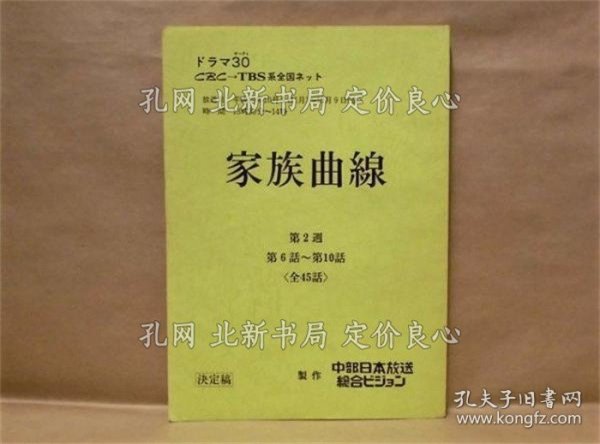 ドラマ30
CBC→TBS系全国ネット
孔网 北新书局 定价良心
家族曲線
第2週
第6話〜第10話
〈全45話〉
孔网 北新书局 定价良心
決定稿
製作 中部日本放送
総合ビジョン
孔夫子旧书网
www.kongfz.com